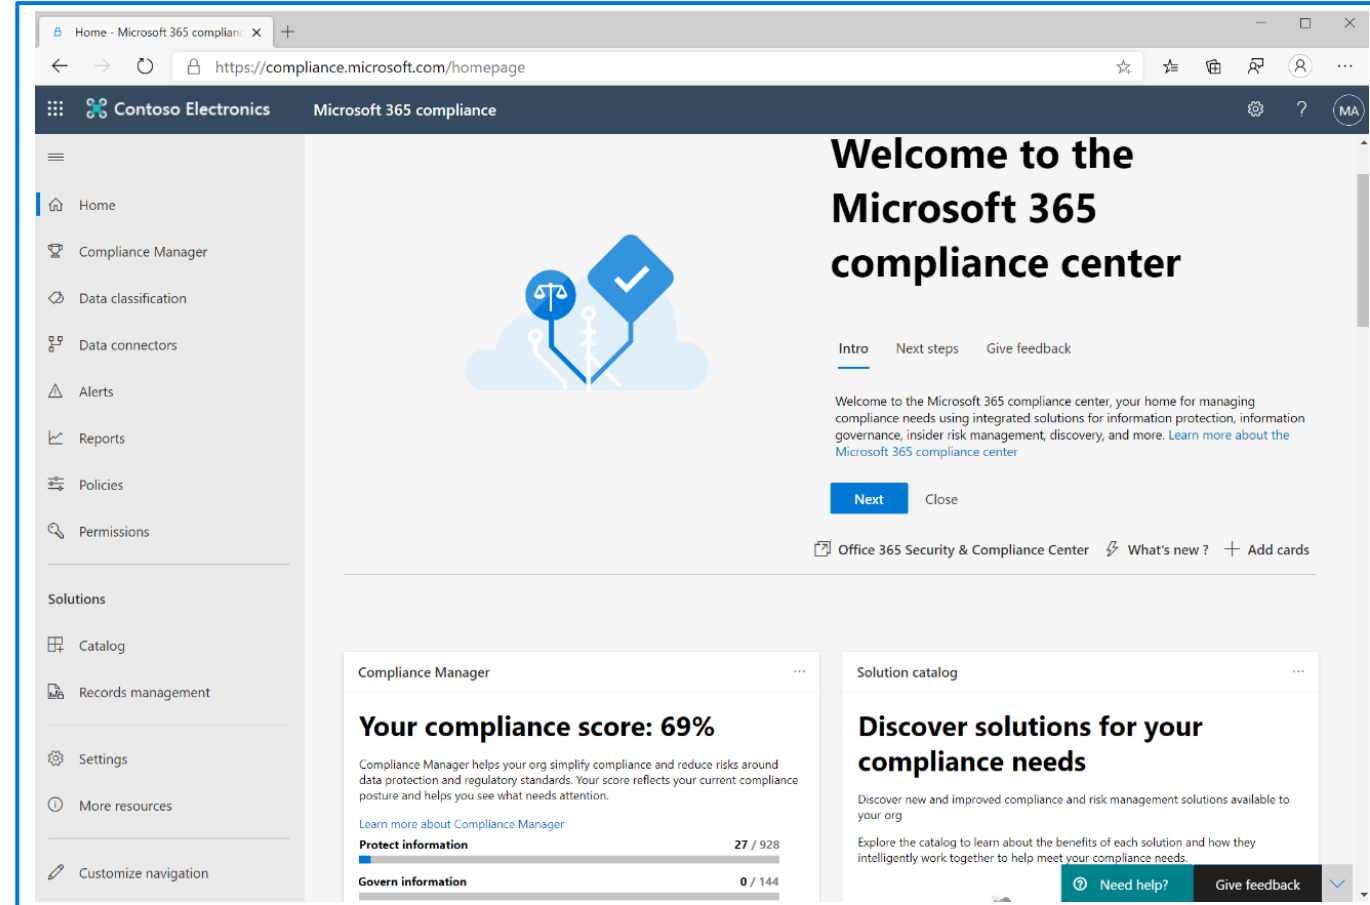 Home - Microsoft 365 complianc
https://compliance.microsoft.com/homepage
Contoso Electronics
Microsoft 365 compliance
MA
Home
Compliance Manager
Data classification
Data connectors
Alerts
Reports
Policies
Permissions
Solutions
Catalog
Records management
Settings
More resources
Customize navigation
Welcome to the
Microsoft 365
compliance center
Intro Next steps Give feedback
Welcome to the Microsoft 365 compliance center, your home for managing
compliance needs using integrated solutions for information protection, information
governance, insider risk management, discovery, and more. Learn more about the
Microsoft 365 compliance center
Next Close
Office 365 Security & Compliance Center What's new ? Add cards
Compliance Manager
Your compliance score: 69%
Compliance Manager helps your org simplify compliance and reduce risks around
data protection and regulatory standards. Your score reflects your current compliance
posture and helps you see what needs attention.
Learn more about Compliance Manager
Protect information 27 / 928
Govern information 0 / 144
Solution catalog
Discover solutions for your
compliance needs
Discover new and improved compliance and risk management solutions available to
your org
Explore the catalog to learn about the benefits of each solution and how they
intelligently work together to help meet your compliance needs.
Need help? Give feedback